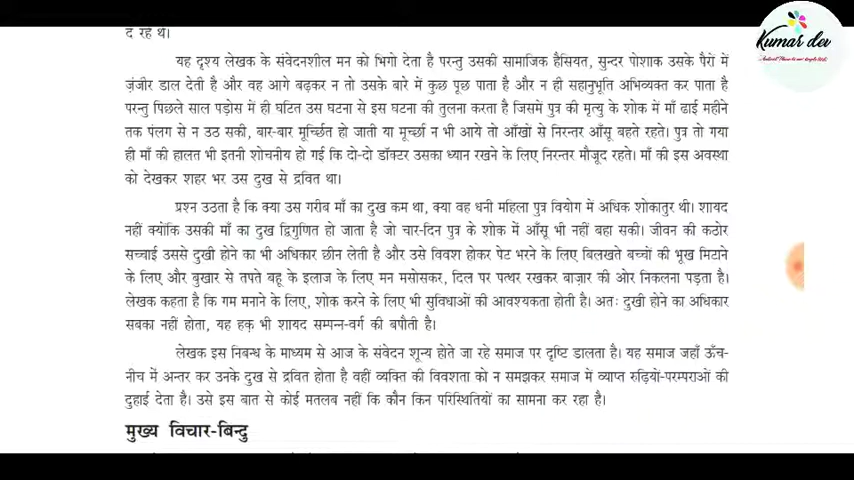 द रहे थे।
यह दृश्य लेखक के संवेदनशील मन को भिगो देता है परन्तु उसकी सामाजिक हैसियत, सुन्दर पोशाक उसके पैरों में
ज़ंजीर डाल देती है और वह आगे बढ़कर न तो उसके बारे में कुछ पूछ पाता है और न ही सहानुभूति अभिव्यक्त कर पाता है
परन्तु पिछले साल पड़ोस में ही घटित उस घटना से इस घटना की तुलना करता है जिसमें पुत्र की मृत्यु के शोक में माँ ढाई महीने
तक पंलग से न उठ सकी, बार-बार मूर्च्छित हो जाती या मूर्च्छा न भी आये तो आँखों से निरन्तर आँसू बहते रहते। पुत्र तो गया
ही माँ की हालत भी इतनी शोचनीय हो गई कि दो-दो डॉक्टर उसका ध्यान रखने के लिए निरन्तर मौजूद रहते। माँ की इस अवस्था
को देखकर शहर भर उस दुख से द्रवित था।
प्रश्न उठता है कि क्या उस गरीब माँ का दुख कम था, क्या वह धनी महिला पुत्र वियोग में अधिक शोकातुर थी। शायद
नहीं क्योंकि उसकी माँ का दुख द्विगुणित हो जाता है जो चार-दिन पुत्र के शोक में आँसू भी नहीं बहा सकी। जीवन की कठोर
सच्चाई उससे दुखी होने का भी अधिकार छीन लेती है और उसे विवश होकर पेट भरने के लिए बिलखते बच्चों की भूख मिटाने
के लिए और बुखार से तपते बहू के इलाज के लिए मन मसोसकर, दिल पर पत्थर रखकर बाज़ार की ओर निकलना पड़ता है।
लेखक कहता है कि गम मनाने के लिए, शोक करने के लिए भी सुविधाओं की आवश्यकता होती है। अतः दुखी होने का अधिकार
सबका नहीं होता, यह हक़ भी शायद सम्पन्न-वर्ग की बपौती है।
लेखक इस निबन्ध के माध्यम से आज के संवेदन शून्य होते जा रहे समाज पर दृष्टि डालता है। यह समाज जहाँ ऊँच-
नीच में अन्तर कर उनके दुख से द्रवित होता है वहीं व्यक्ति की विवशता को न समझकर समाज में व्याप्त रुढ़ियों-परम्पराओं की
दुहाई देता है। उसे इस बात से कोई मतलब नहीं कि कौन किन परिस्थितियों का सामना कर रहा है।
मुख्य विचार-बिन्दु
Kumar dev